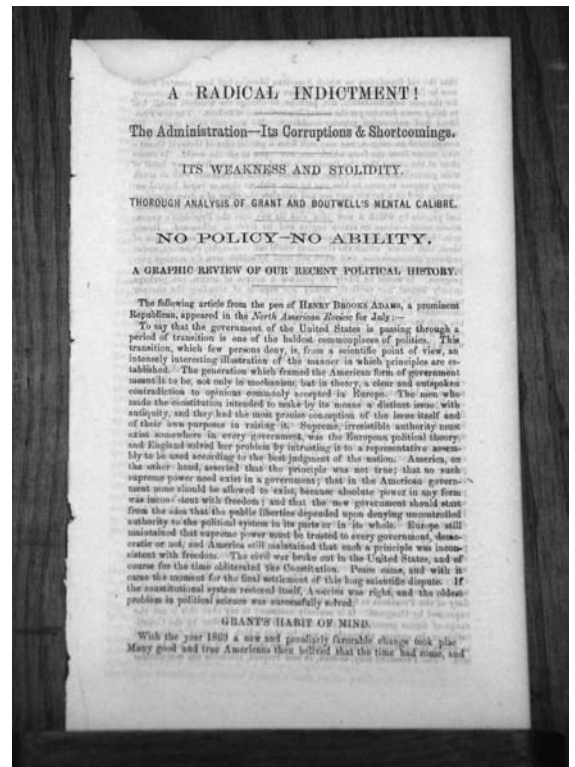 A RADICAL INDICTMENT!
The Administration—Its Corruptions & Shortcomings.
ITS WEAKNESS AND STOLIDITY.
THOROUGH ANALYSIS OF GRANT AND BOUTWELL'S MENTAL CALIBRE.
NO POLICY—NO ABILITY.
A GRAPHIC REVIEW OF OUR RECENT POLITICAL HISTORY.
The following article from the pen of HENRY BROOKS ADAMS, a prominent
Republican, appeared in the North American Review for July:—
To say that the government of the United States is passing through a
period of transition is one of the baldest commonplaces of politics. This
transition, which few persons deny, is, from a scientific point of view, an
intensely interesting illustration of the manner in which principles are es-
tablished. The generation which framed the American form of government
meant it to be, not only in mechanism, but in theory, a clear and outspoken
contradiction to opinions commonly accepted in Europe. The men who
made the constitution intended to make by its means a distinct issue with
antiquity, and they had the most precise conception of the issue itself and
of their own purposes in raising it. Supreme, irresistible authority must
exist somewhere in every government, was the European political theory,
and England solved her problem by intrusting it to a representative assem-
bly to be used according to the best judgment of the nation. America, on
the other hand, asserted that the principle was not true; that no such
supreme power need exist in a government; that in the American govern-
ment none should be allowed to exist, because absolute power in any form
was incons'stent with freedom; and that the new government should start
from the idea that the public liberties depended upon denying uncontrolled
authority to the political system in its parts or in its whole. Europe still
maintained that supreme power must be trusted to every government, demo-
cratic or not, and America still maintained that such a principle was incon-
sistent with freedom. The civil war broke out in the United States, and of
course for the time obliterated the Constitution. Peace came, and with it
came the moment for the final settlement of this long scientific dispute. If
the constitutional system restored itself, America was right, and the oldest
problem in political science was successfully solved.
GRANT'S HABIT OF MIND.
With the year 1869 a new and peculiarly favorable change took plac
Many good and true Americans then belived that the time had come, and